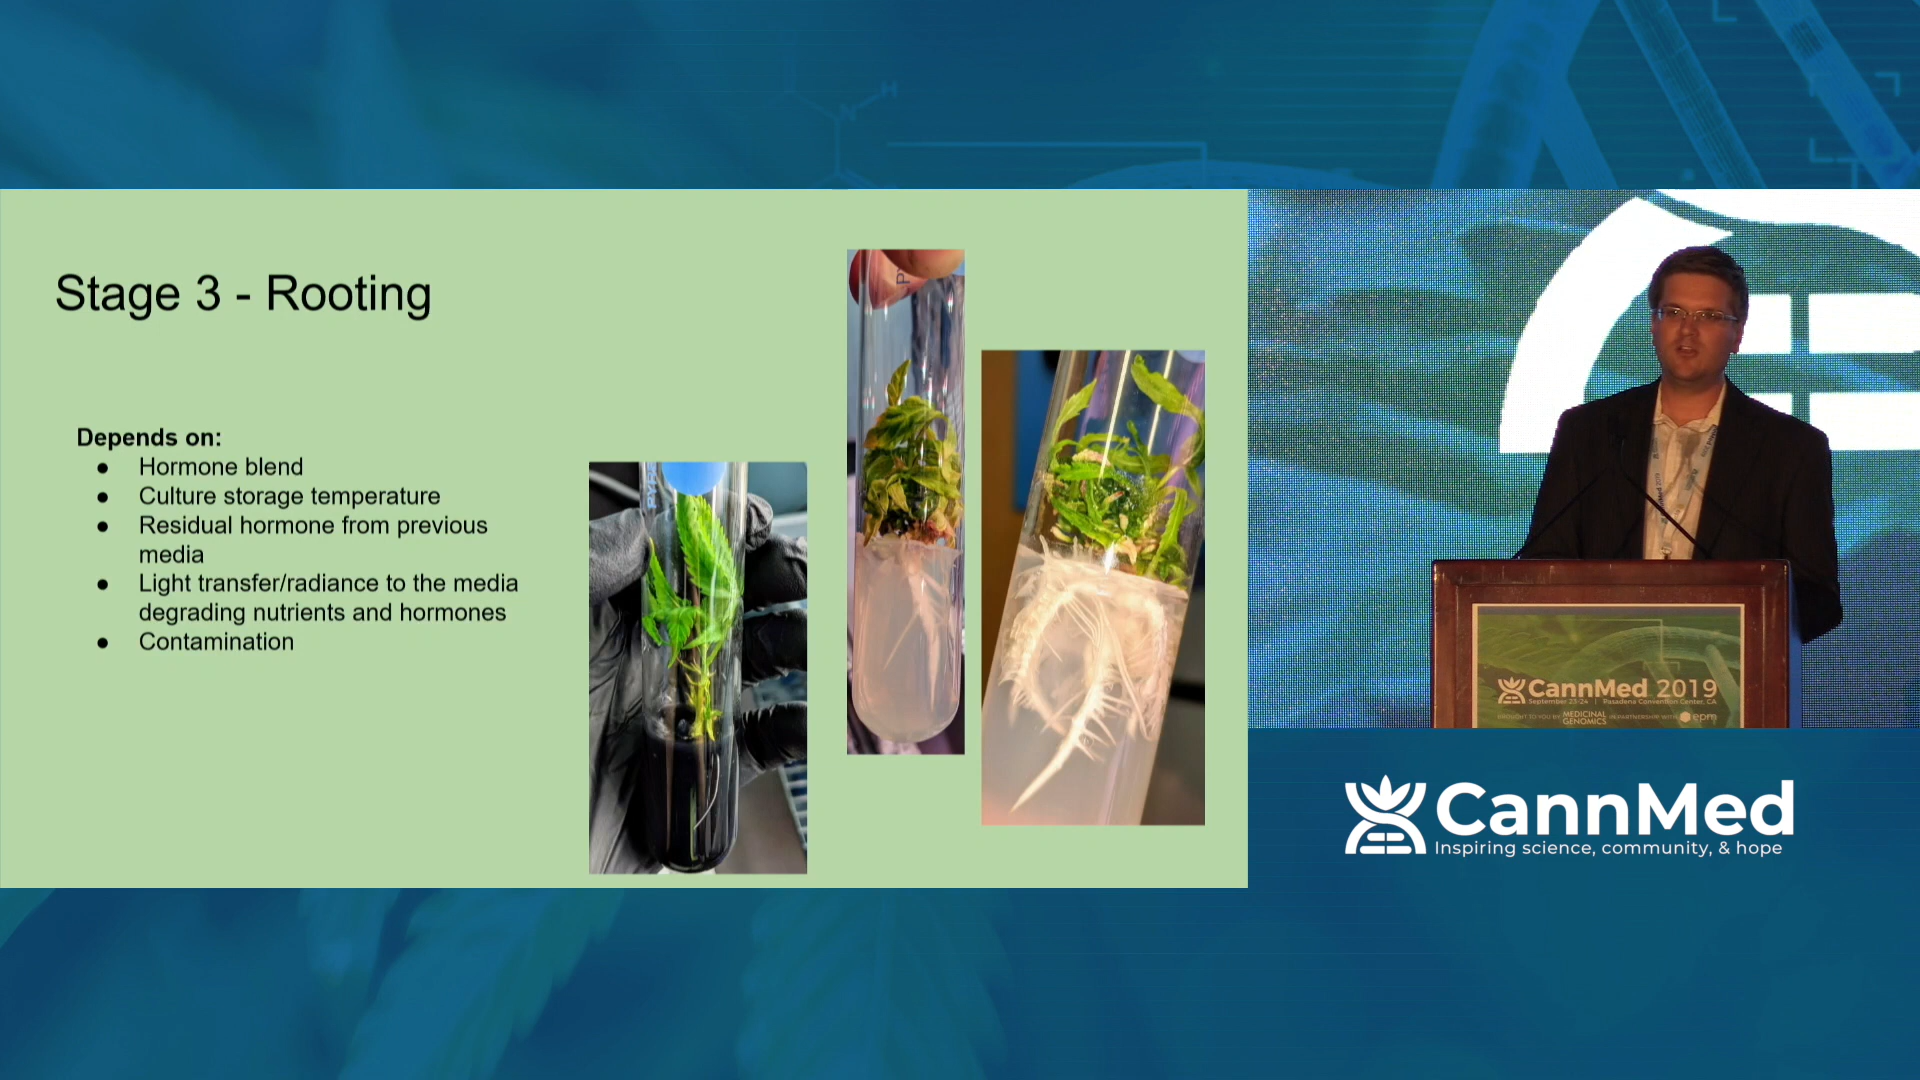 Stage 3 - Rooting
Depends on:
● Hormone blend
● Culture storage temperature
● Residual hormone from previous
media
● Light transfer/radiance to the media
degrading nutrients and hormones
● Contamination
CannMed 2019
September 23-24 | Pasadena Convention Center, CA
BROUGHT TO YOU BY MEDICINAL GENOMICS IN PARTNERSHIP WITH epm
CannMed
Inspiring science, community, & hope
N
H